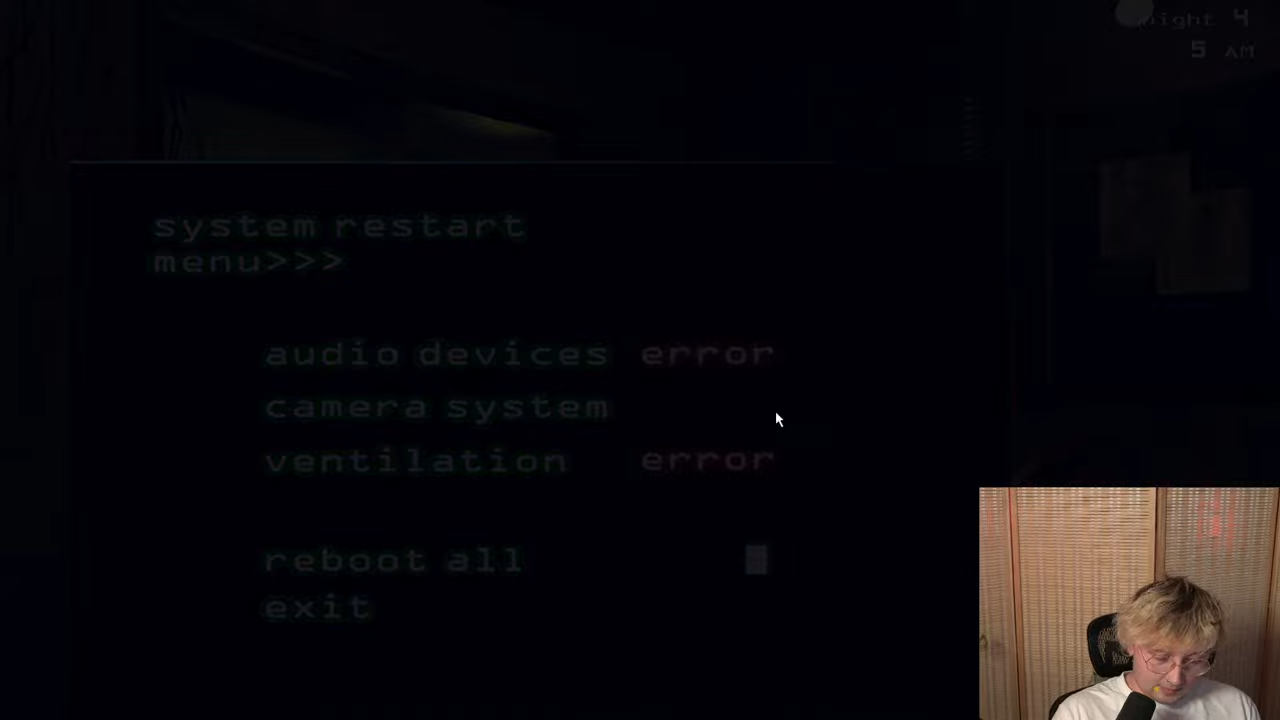 night 4
5 AM
system restart
menu>>>
audio devices error
camera system
ventilation error
reboot all
exit